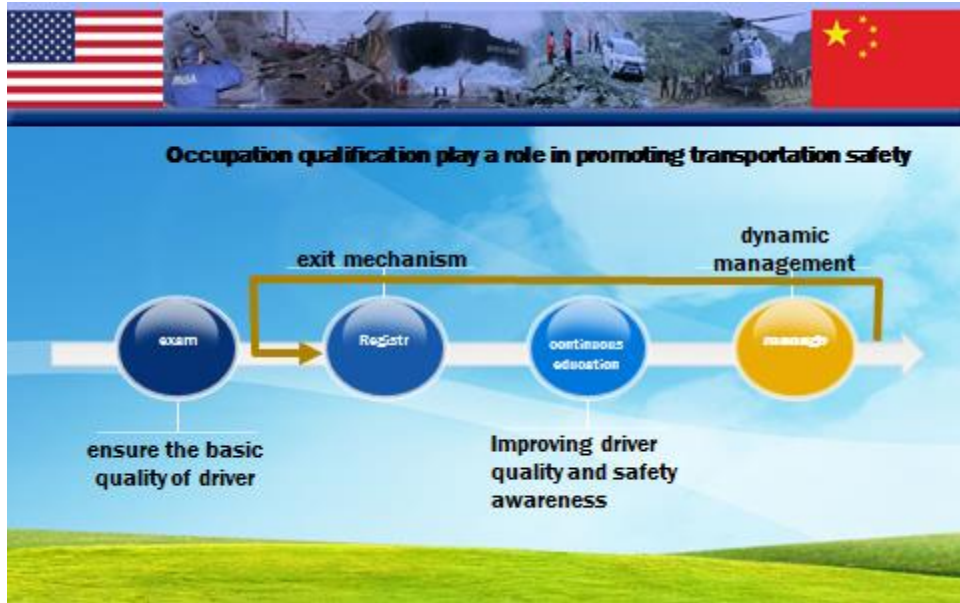 Occupation qualification play a role in promoting transportation safety
exit mechanism
dynamic
management
exam
Registr
continuous
education
manage
ensure the basic
quality of driver
Improving driver
quality and safety
awareness